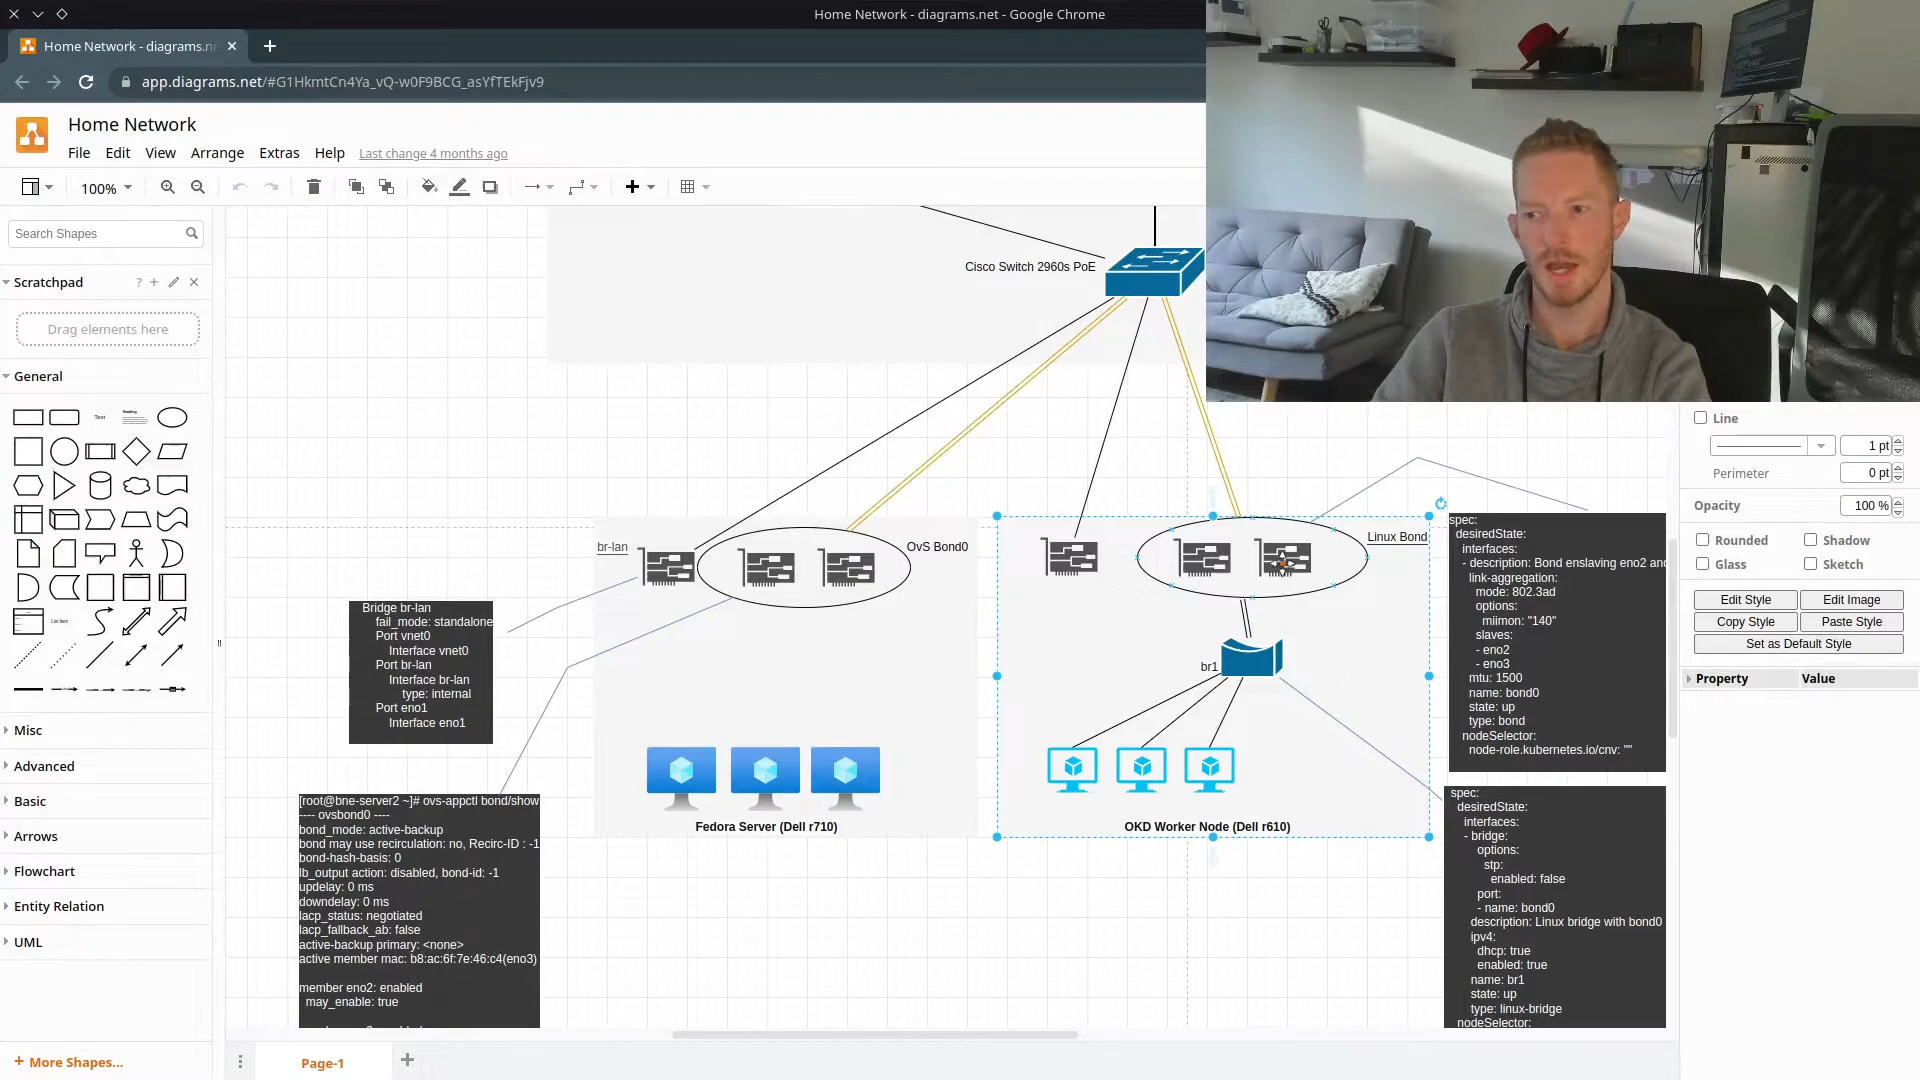 Home Network - diagrams.net - Google Chrome
Home Network - diagrams.ne
app.diagrams.net/#G1HkmtCn4Ya_vQ-w0F9BCG_asYfTEkFjv9
Home Network
File Edit View Arrange Extras Help Last change 4 months ago
100%
Search Shapes
Scratchpad
?
Drag elements here
General
Text
Heading
List Item
Misc
Advanced
Basic
Arrows
Flowchart
Entity Relation
UML
+ More Shapes...
Page-1
Cisco Switch 2960s PoE
br-lan
OvS Bond0
Bridge br-lan
fail_mode: standalone
Port vnet0
Interface vnet0
Port br-lan
Interface br-lan
type: internal
Port eno1
Interface eno1
[root@bne-server2 ~]# ovs-appctl bond/show
---- ovsbond0 ----
bond_mode: active-backup
bond may use recirculation: no, Recirc-ID : -1
bond-hash-basis: 0
lb_output action: disabled, bond-id: -1
updelay: 0 ms
downdelay: 0 ms
lacp_status: negotiated
lacp_fallback_ab: false
active-backup primary: <none>
active member mac: b8:ac:6f:7e:46:c4(eno3)
member eno2: enabled
may_enable: true
Fedora Server (Dell r710)
Linux Bond
br1
OKD Worker Node (Dell r610)
spec:
desiredState:
interfaces:
- description: Bond enslaving eno2 and
link-aggregation:
mode: 802.3ad
options:
miimon: "140"
slaves:
- eno2
- eno3
mtu: 1500
name: bond0
state: up
type: bond
nodeSelector:
node-role.kubernetes.io/cnv: ""
spec:
desiredState:
interfaces:
- bridge:
options:
stp:
enabled: false
port:
- name: bond0
description: Linux bridge with bond0
ipv4:
dhcp: true
enabled: true
name: br1
state: up
type: linux-bridge
nodeSelector:
Line
1 pt
Perimeter 0 pt
Opacity 100 %
Rounded Shadow
Glass Sketch
Edit Style Edit Image
Copy Style Paste Style
Set as Default Style
Property Value